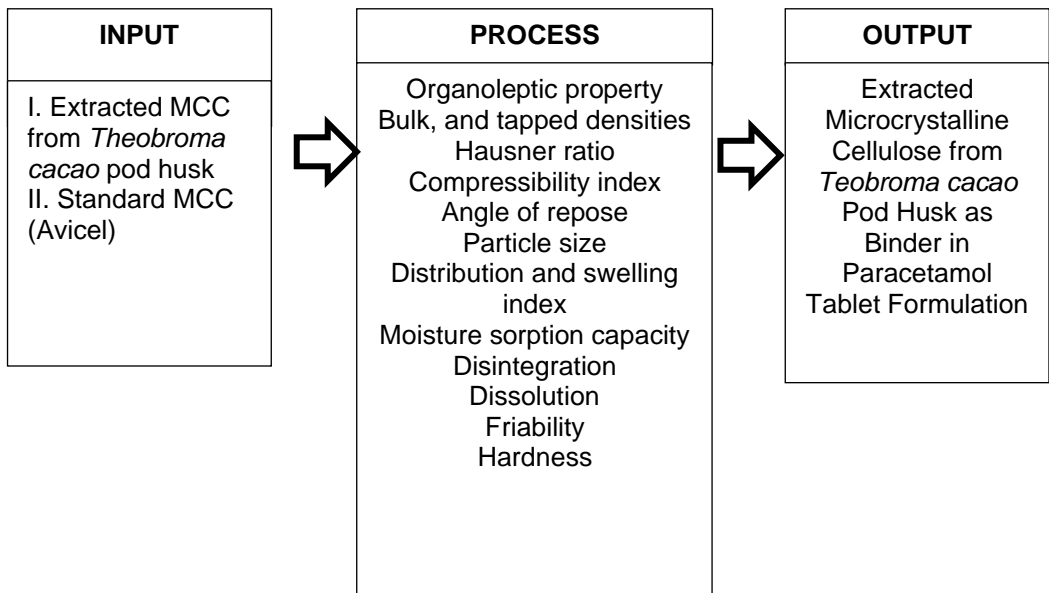 INPUT
I. Extracted MCC
from Theobroma
cacao pod husk
II. Standard MCC
(Avicel)
PROCESS
Organoleptic property
Bulk, and tapped densities
Hausner ratio
Compressibility index
Angle of repose
Particle size
Distribution and swelling
index
Moisture sorption capacity
Disintegration
Dissolution
Friability
Hardness
OUTPUT
Extracted
Microcrystalline
Cellulose from
Teobroma cacao
Pod Husk as
Binder in
Paracetamol
Tablet Formulation